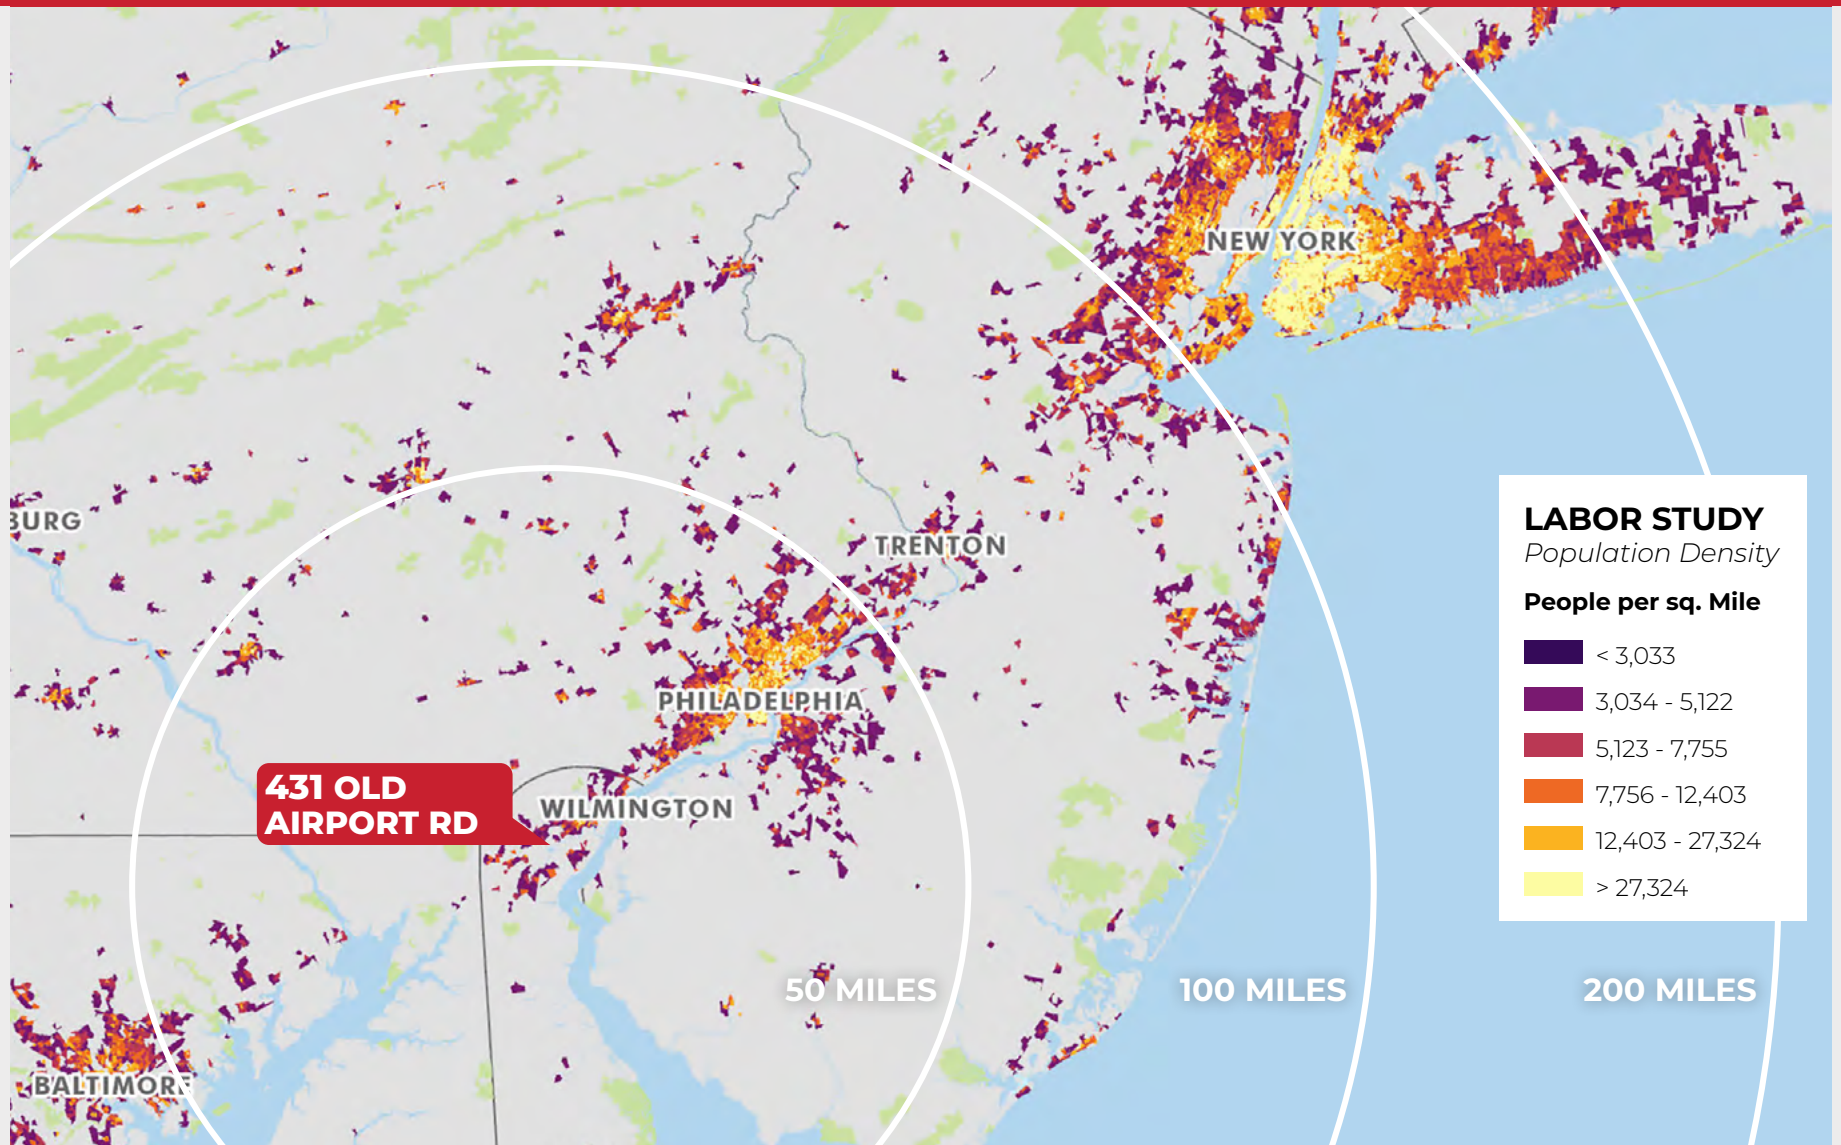 NEW YORK
BURG
TRENTON
PHILADELPHIA
431 OLD
AIRPORT RD
WILMINGTON
BALTIMORE
50 MILES
100 MILES
200 MILES
LABOR STUDY
Population Density
People per sq. Mile
< 3,033
3,034 - 5,122
5,123 - 7,755
7,756 - 12,403
12,403 - 27,324
> 27,324